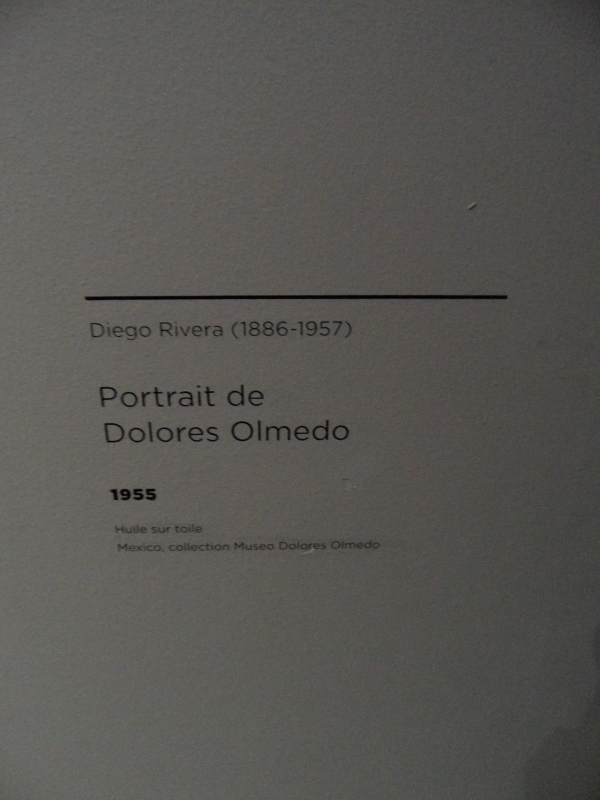 Diego Rivera (1886-1957)
Portrait de
Dolores Olmedo
1955
Huile sur toile
Mexico, collection Museo Dolores Olmedo